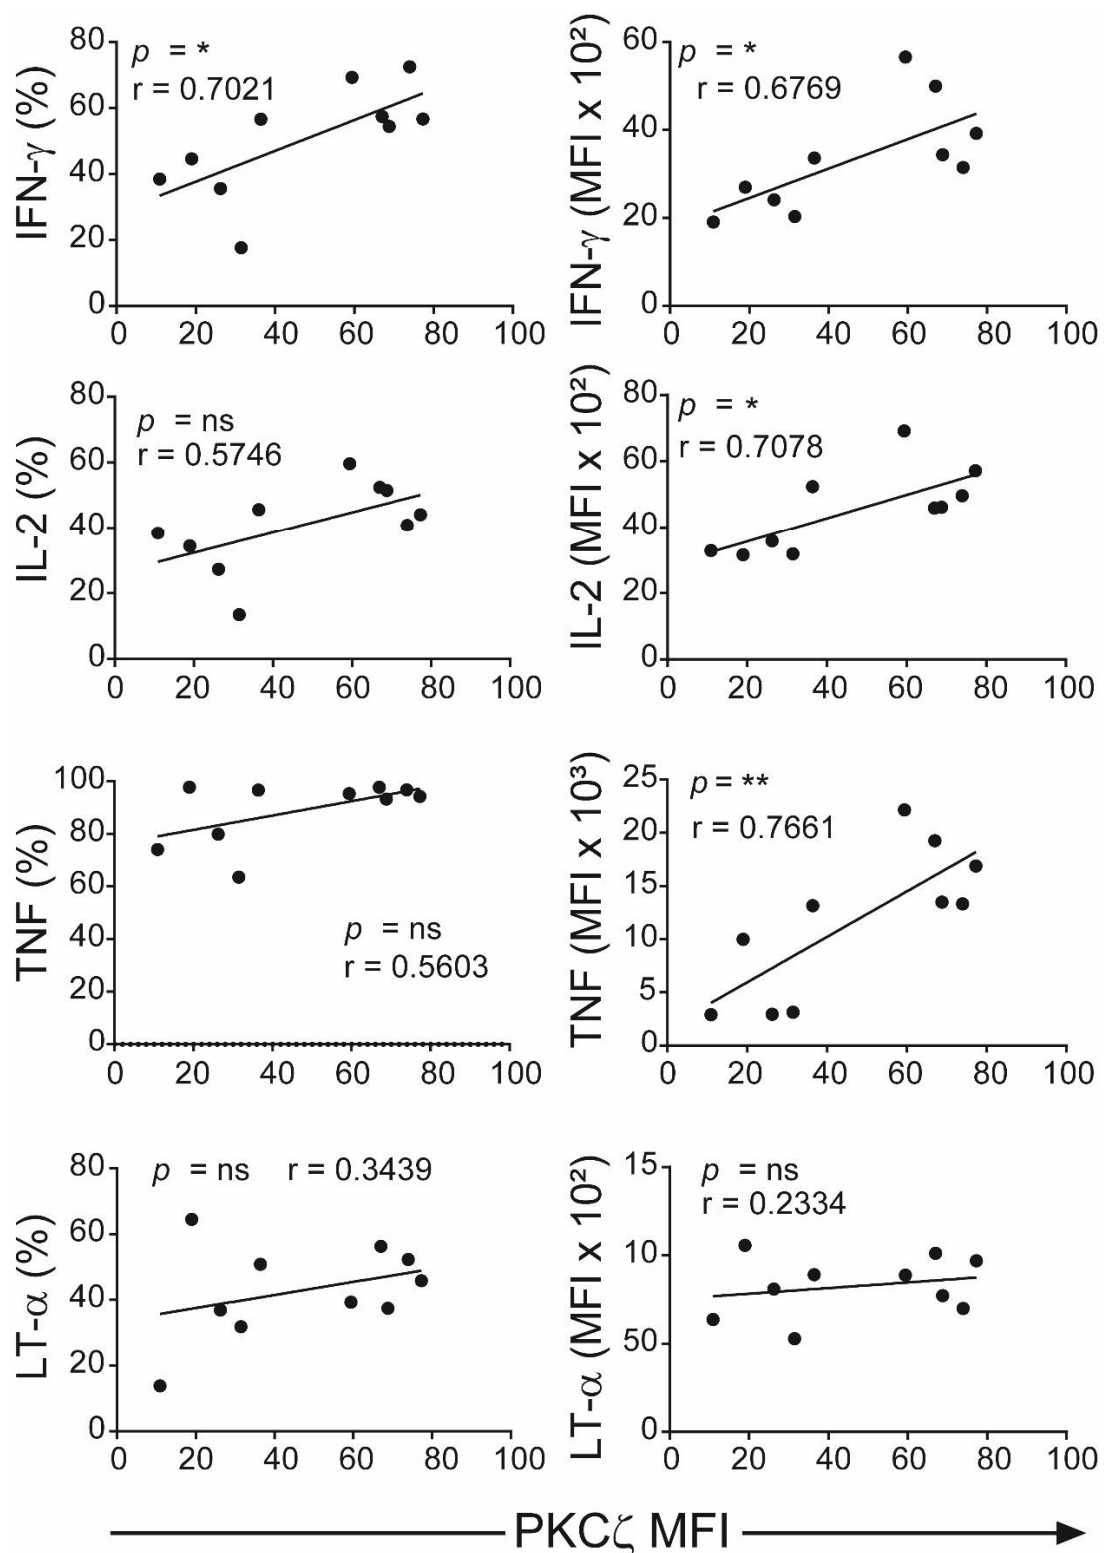 IFN-γ (%)
80
60
40
20
0
p = *
r = 0.7021
0 20 40 60 80 100
IFN-γ (MFI x 10²)
60
40
20
0
p = *
r = 0.6769
0 20 40 60 80 100
IL-2 (%)
80
60
40
20
0
p = ns
r = 0.5746
0 20 40 60 80 100
IL-2 (MFI x 10²)
80
60
40
20
0
p = *
r = 0.7078
0 20 40 60 80 100
TNF (%)
100
80
60
40
20
0
p = ns
r = 0.5603
0 20 40 60 80 100
TNF (MFI x 10³)
25
20
15
10
5
0
p = **
r = 0.7661
0 20 40 60 80 100
LT-α (%)
80
60
40
20
0
p = ns r = 0.3439
0 20 40 60 80 100
LT-α (MFI x 10²)
15
10
50
0
p = ns
r = 0.2334
0 20 40 60 80 100
PKCζ MFI